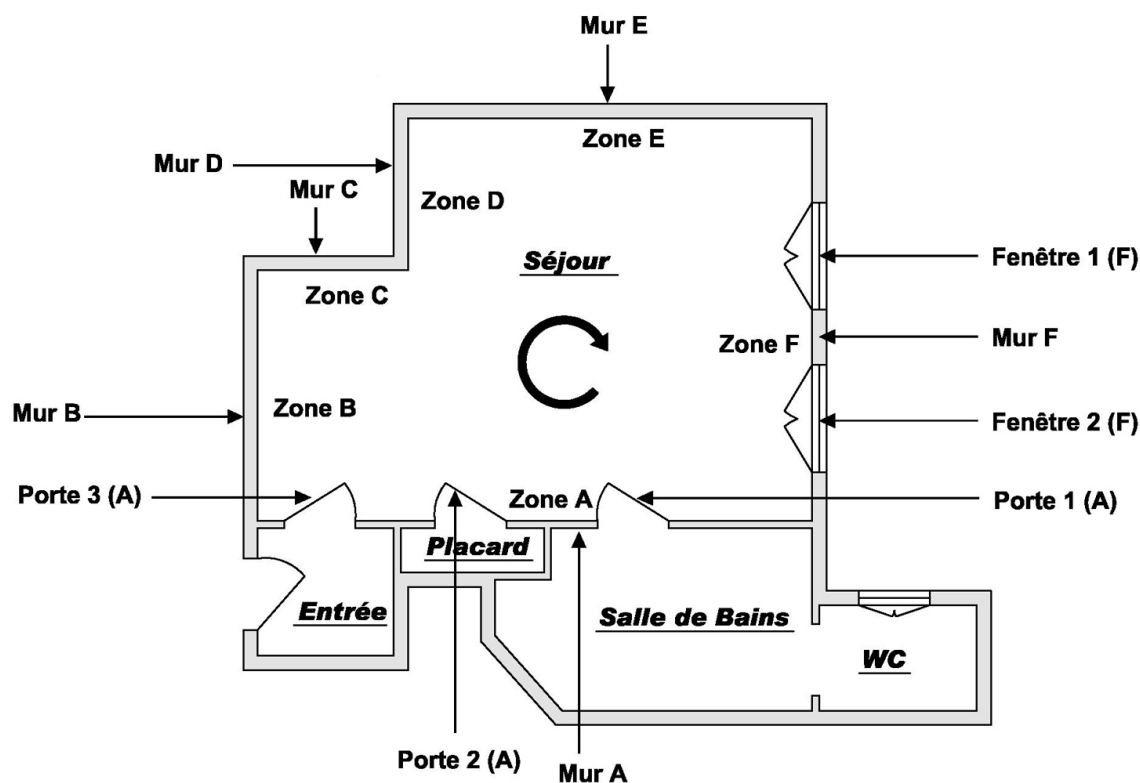 Mur E
Zone E
Mur D
Mur C
Zone D
Séjour
Fenêtre 1 (F)
Zone C
Zone F
Mur F
Mur B
Zone B
Fenêtre 2 (F)
Porte 3 (A)
Zone A
Porte 1 (A)
Placard
Entrée
Salle de Bains
WC
Porte 2 (A)
Mur A